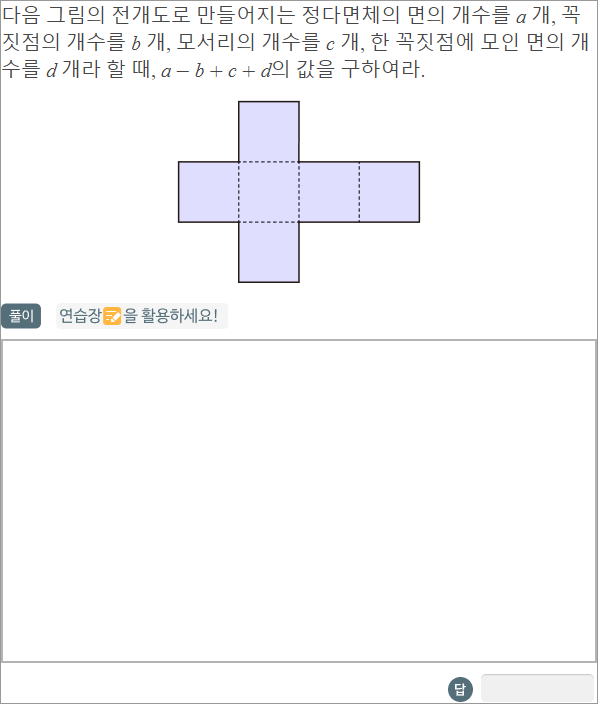 다음 그림의 전개도로 만들어지는 정다면체의 면의 개수를 a 개, 꼭
짓점의 개수를 b 개, 모서리의 개수를 c 개, 한 꼭짓점에 모인 면의 개
수를 d 개라 할 때, a − b + c + d의 값을 구하여라.
풀이 연습장을 활용하세요!
답